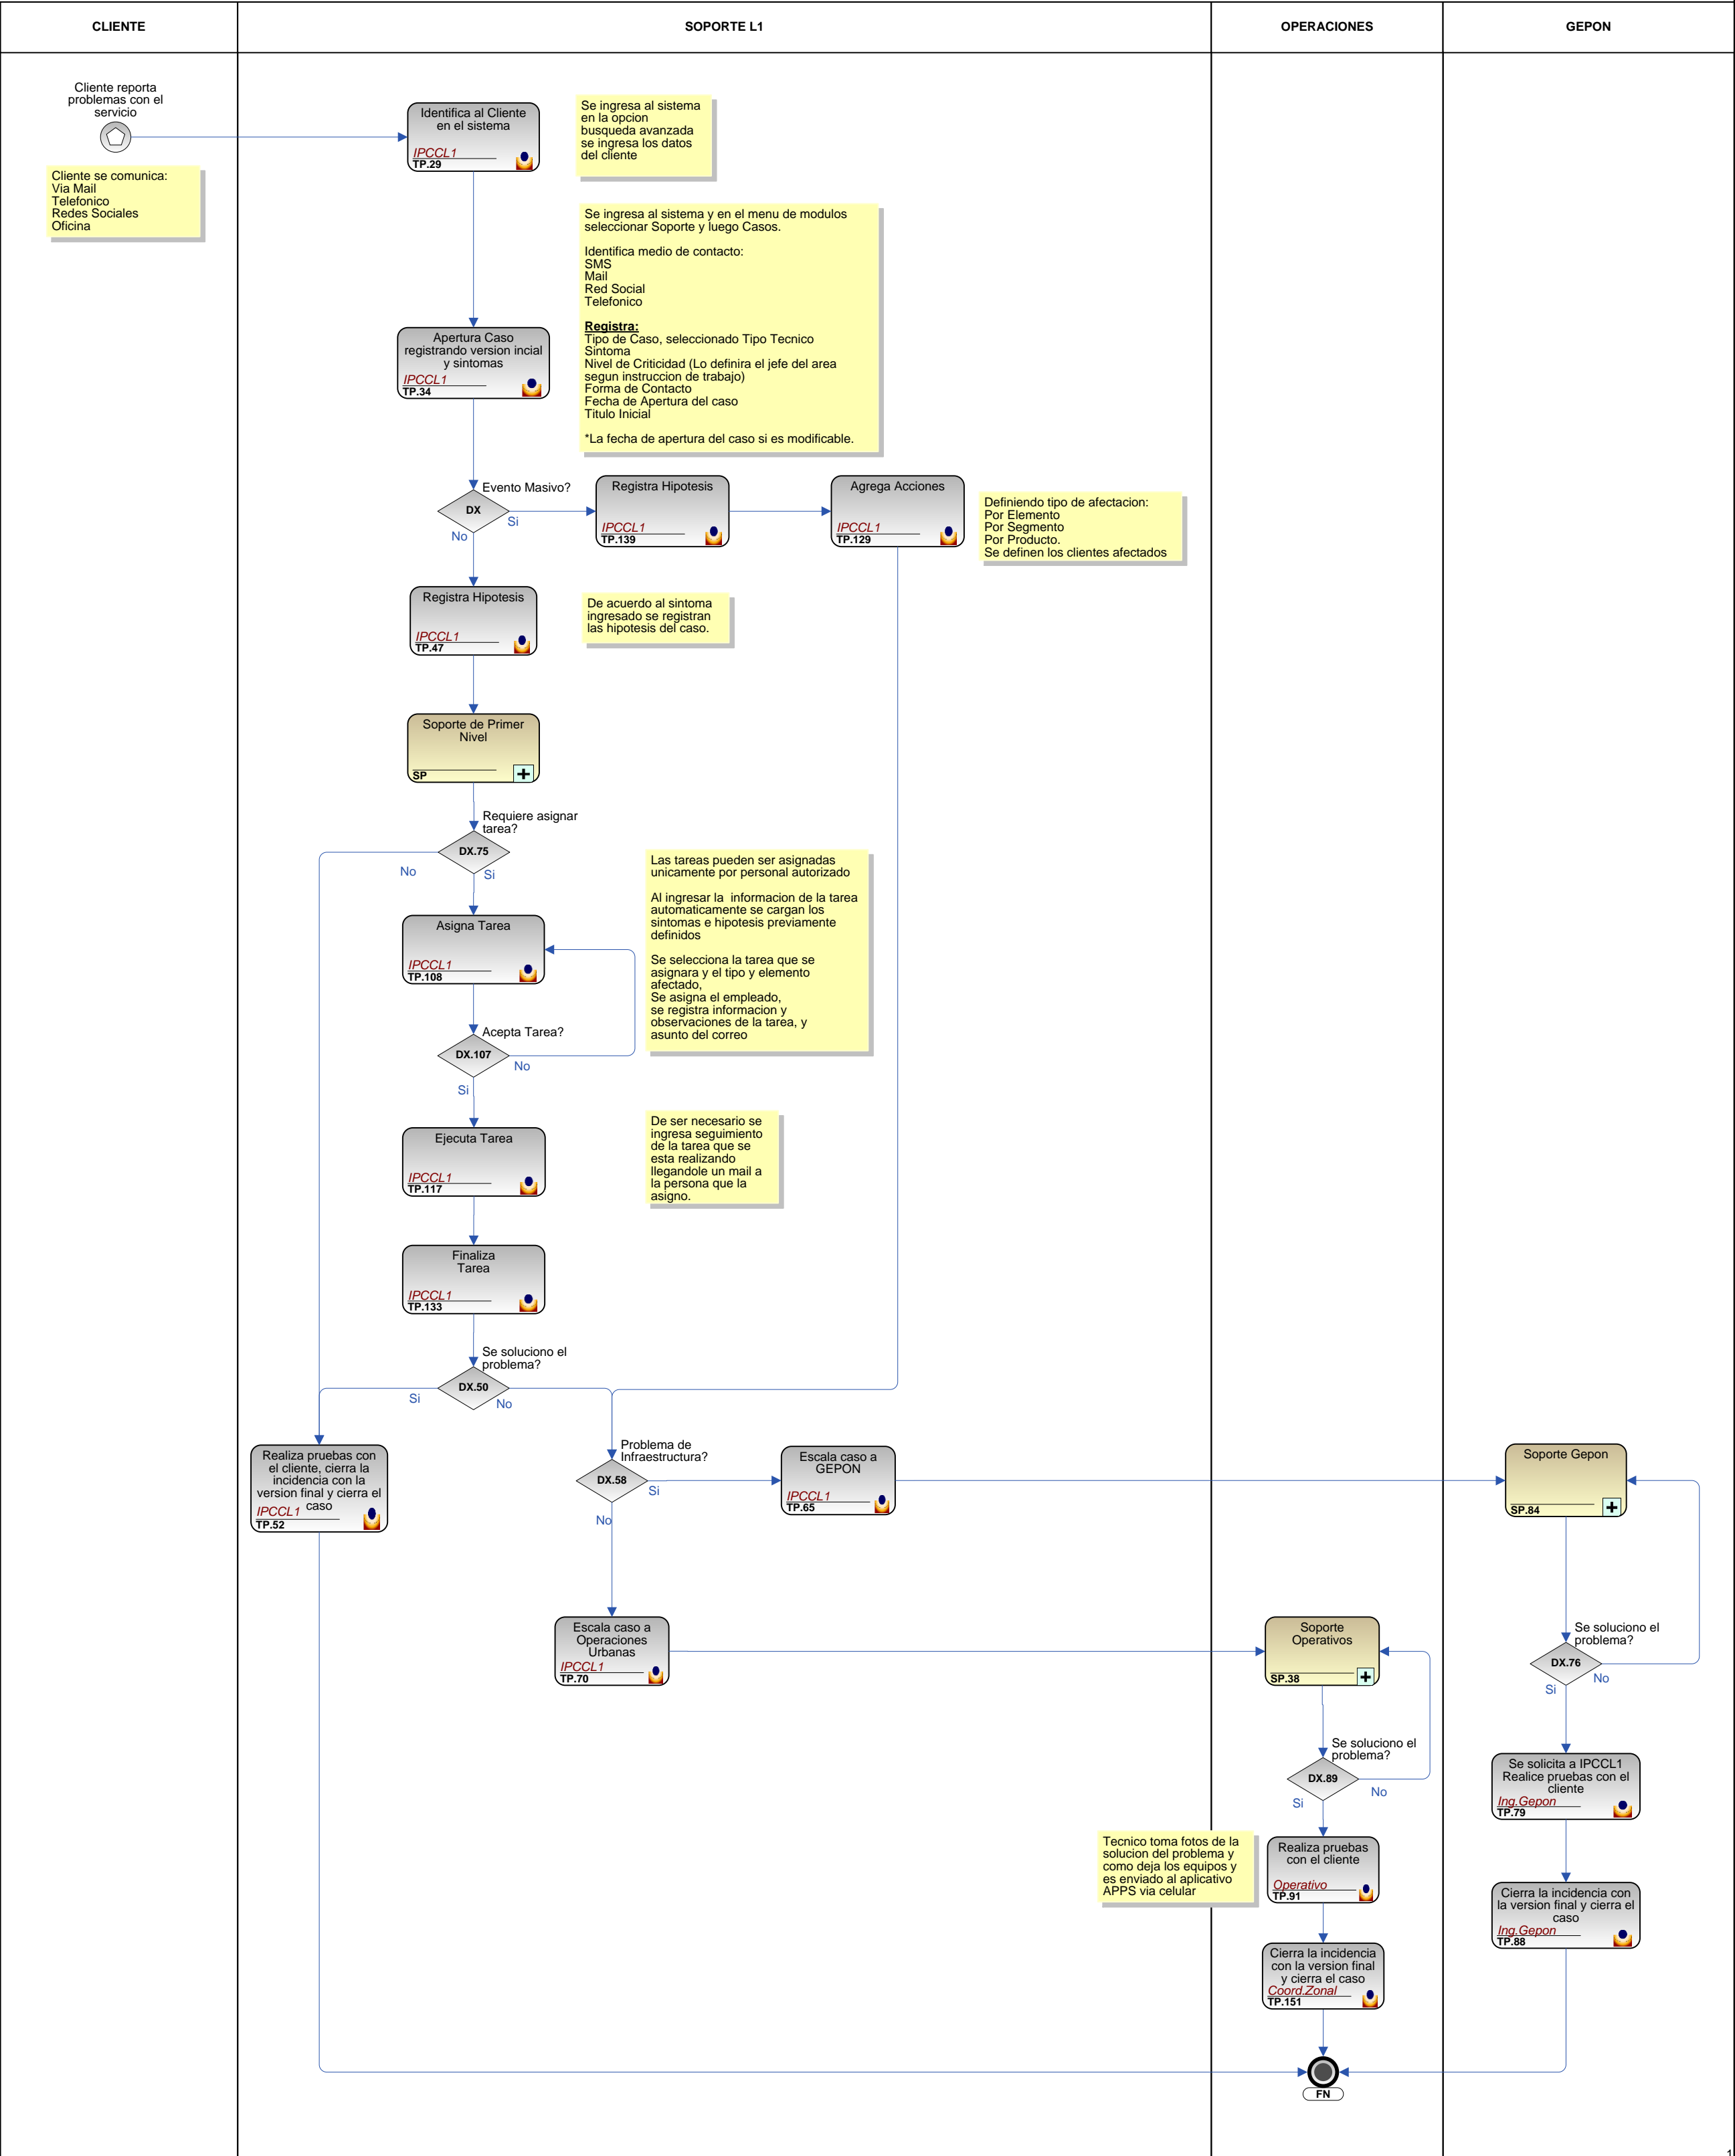 CLIENTE
SOPORTE L1
OPERACIONES
GEPON
Cliente reporta
problemas con el
servicio
Cliente se comunica:
Via Mail
Telefonico
Redes Sociales
Oficina
Identifica al Cliente
en el sistema
IPCCL1
TP.29
Se ingresa al sistema
en la opcion
busqueda avanzada
se ingresa los datos
del cliente
Se ingresa al sistema y en el menu de modulos
seleccionar Soporte y luego Casos.
Identifica medio de contacto:
SMS
Mail
Red Social
Telefonico
Registra:
Tipo de Caso, seleccionado Tipo Tecnico
Sintoma
Nivel de Criticidad (Lo definira el jefe del area
segun instruccion de trabajo)
Forma de Contacto
Fecha de Apertura del caso
Titulo Inicial
*La fecha de apertura del caso si es modificable.
Apertura Caso
registrando version incial
y sintomas
IPCCL1
TP.34
Evento Masivo?
DX
Si
No
Registra Hipotesis
IPCCL1
TP.139
Agrega Acciones
IPCCL1
TP.129
Definiendo tipo de afectacion:
Por Elemento
Por Segmento
Por Producto.
Se definen los clientes afectados
Registra Hipotesis
IPCCL1
TP.47
De acuerdo al sintoma
ingresado se registran
las hipotesis del caso.
Soporte de Primer
Nivel
SP
Requiere asignar
tarea?
DX.75
No
Si
Las tareas pueden ser asignadas
unicamente por personal autorizado
Al ingresar la  informacion de la tarea
automaticamente se cargan los
sintomas e hipotesis previamente
definidos
Se selecciona la tarea que se
asignara y el tipo y elemento
afectado,
Se asigna el empleado,
se registra informacion y
observaciones de la tarea, y
asunto del correo
Asigna Tarea
IPCCL1
TP.108
Acepta Tarea?
DX.107
No
Si
Ejecuta Tarea
IPCCL1
TP.117
De ser necesario se
ingresa seguimiento
de la tarea que se
esta realizando
llegandole un mail a
la persona que la
asigno.
Finaliza
Tarea
IPCCL1
TP.133
Se soluciono el
problema?
DX.50
Si
No
Realiza pruebas con
el cliente, cierra la
incidencia con la
version final y cierra el
caso
IPCCL1
TP.52
Problema de
Infraestructura?
DX.58
Si
No
Escala caso a
GEPON
IPCCL1
TP.65
Soporte Gepon
SP.84
Escala caso a
Operaciones
Urbanas
IPCCL1
TP.70
Soporte
Operativos
SP.38
Se soluciono el
problema?
DX.76
No
Si
Se soluciono el
problema?
DX.89
No
Si
Se solicita a IPCCL1
Realice pruebas con el
cliente
Ing.Gepon
TP.79
Tecnico toma fotos de la
solucion del problema y
como deja los equipos y
es enviado al aplicativo
APPS via celular
Realiza pruebas
con el cliente
Operativo
TP.91
Cierra la incidencia con
la version final y cierra el
caso
Ing.Gepon
TP.88
Cierra la incidencia
con la version final
y cierra el caso
Coord.Zonal
TP.151
FN
1